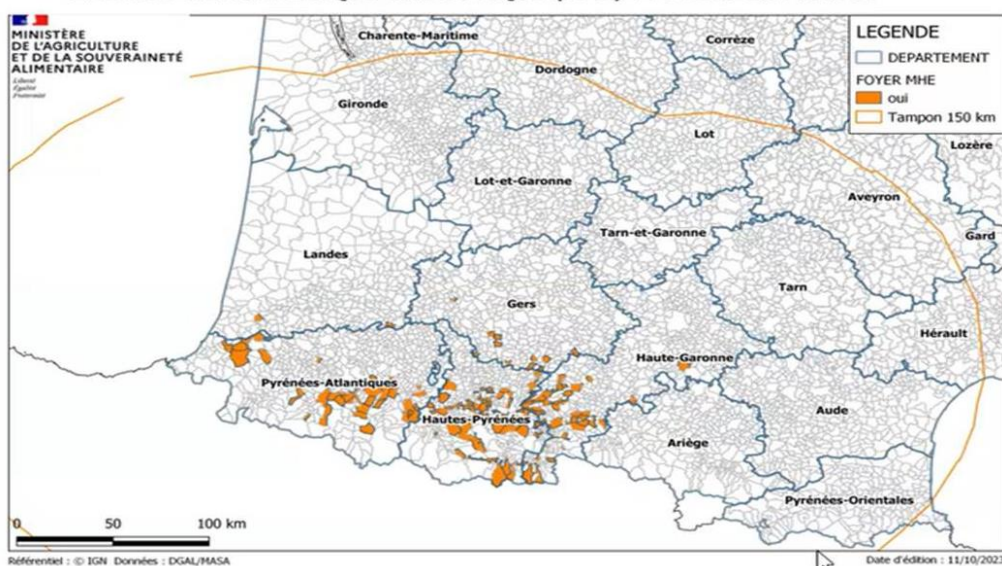 MINISTÈRE
DE L'AGRICULTURE
ET DE LA SOUVERAINETÉ
ALIMENTAIRE
Liberté
Égalité
Fraternité
LEGENDE
DEPARTEMENT
FOYER MHE
oui
Tampon 150 km
Charente-Maritime
Corrèze
Dordogne
Gironde
Lot
Lozère
Lot-et-Garonne
Aveyron
Tarn-et-Garonne
Gard
Landes
Tarn
Gers
Hérault
Haute-Garonne
Pyrénées-Atlantiques
Aude
Hautes-Pyrénées
Ariège
Pyrénées-Orientales
0 50 100 km
Référentiel : © IGN Données : DGAL/MASA
Date d'édition : 11/10/2023